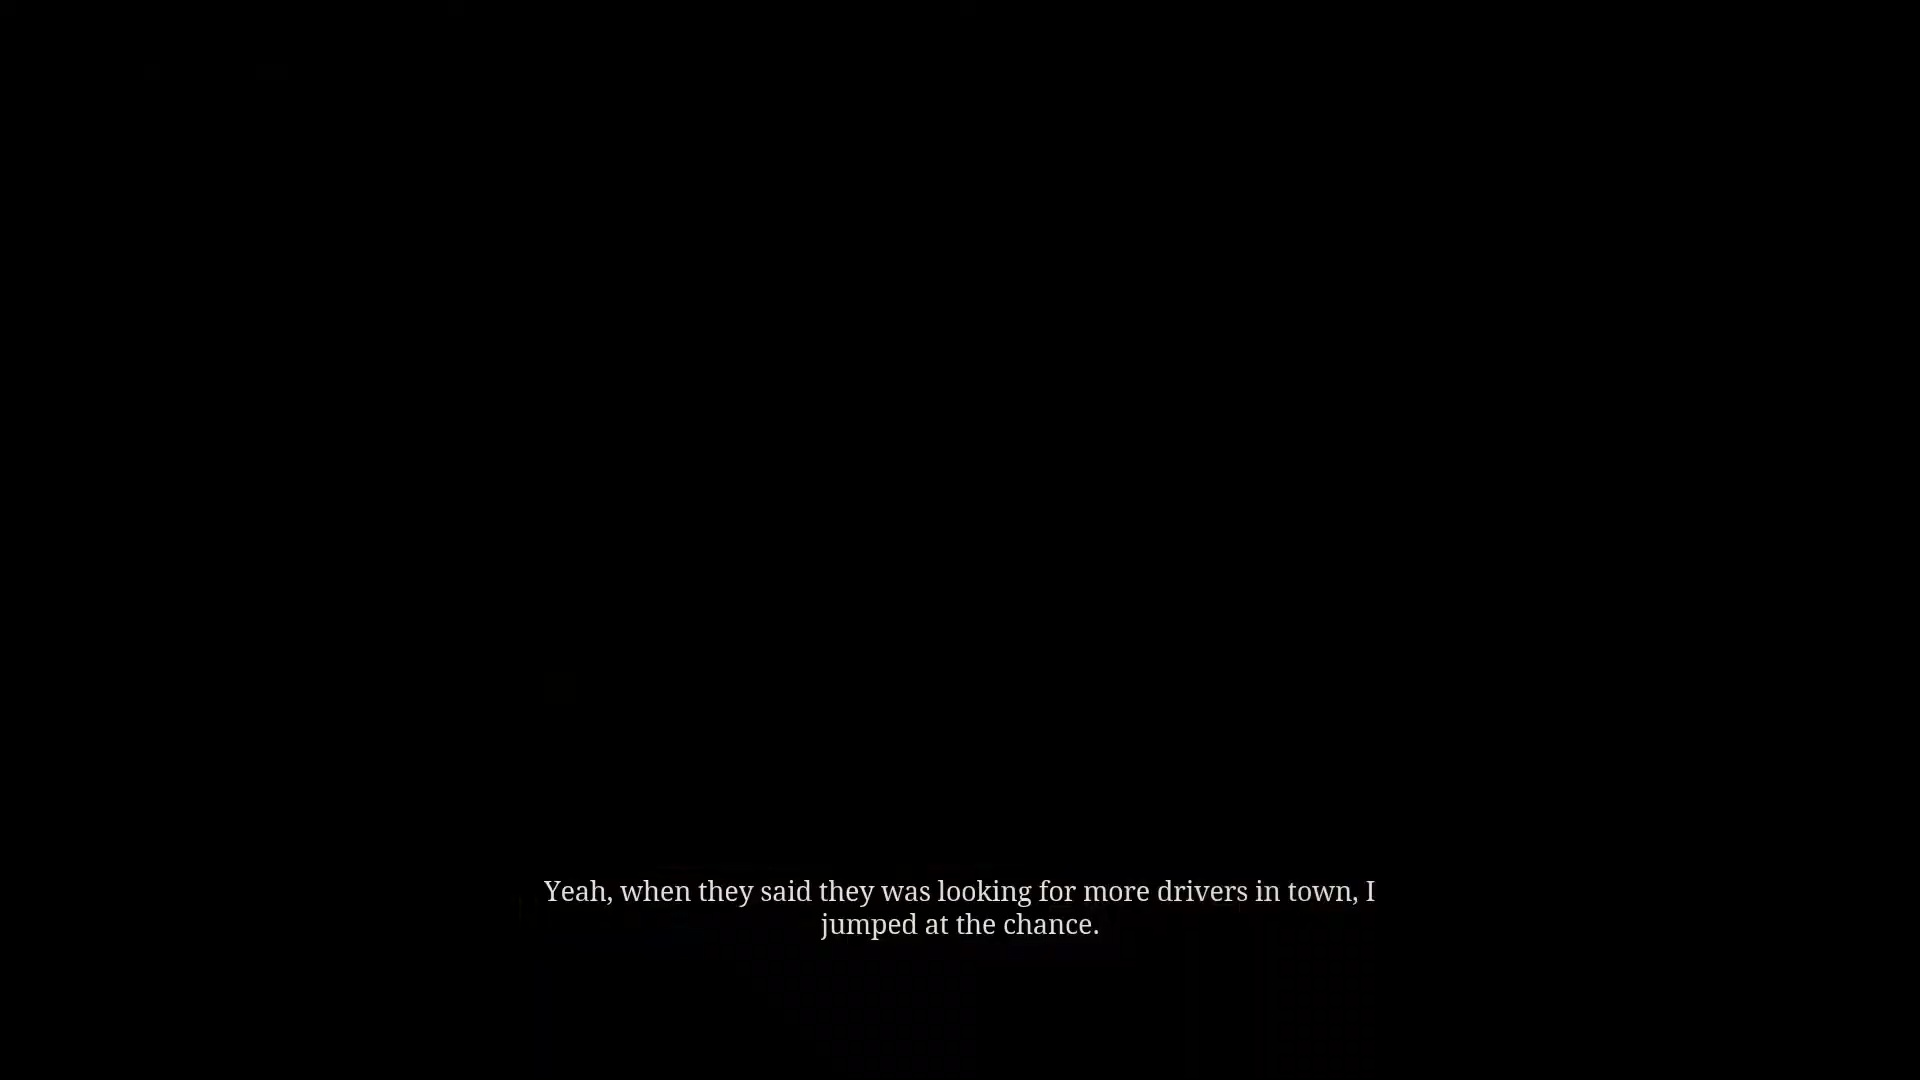 Yeah, when they said they was looking for more drivers in town, I
jumped at the chance.